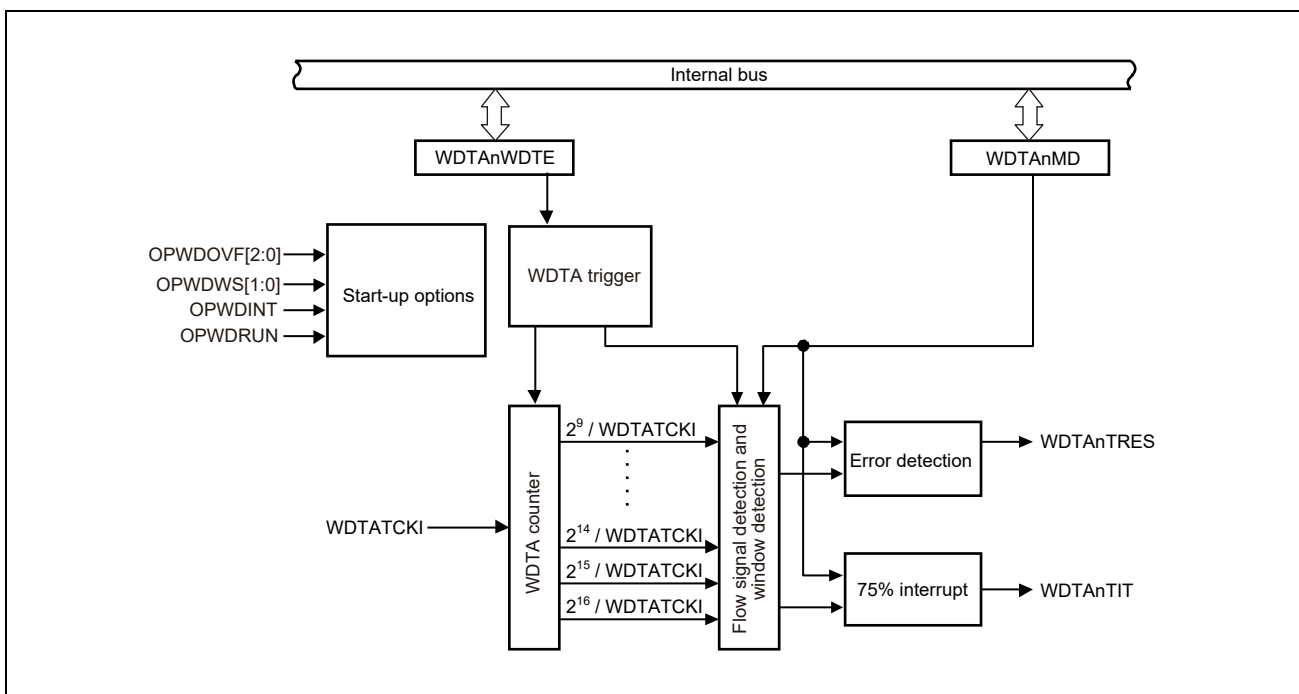 Internal bus
WDTAnWDTE
WDTAnMD
OPWDOVF[2:0]
OPWDWS[1:0]
OPWDINT
OPWDRUN
Start-up options
WDTA trigger
WDTATCKI
WDTA counter
2⁹ / WDTATCKI
2¹⁴ / WDTATCKI
2¹⁵ / WDTATCKI
2¹⁶ / WDTATCKI
Flow signal detection and
window detection
Error detection
WDTAnTRES
75% interrupt
WDTAnTIT